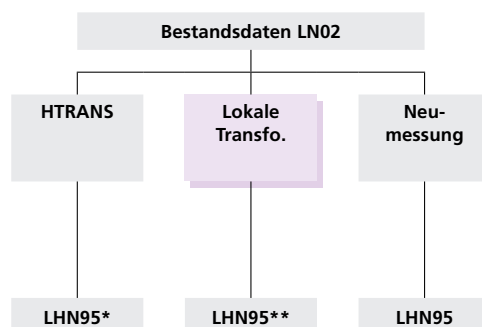 Bestandsdaten LN02
HTRANS
Lokale
Transfo.
Neu-
messung
LHN95*
LHN95**
LHN95